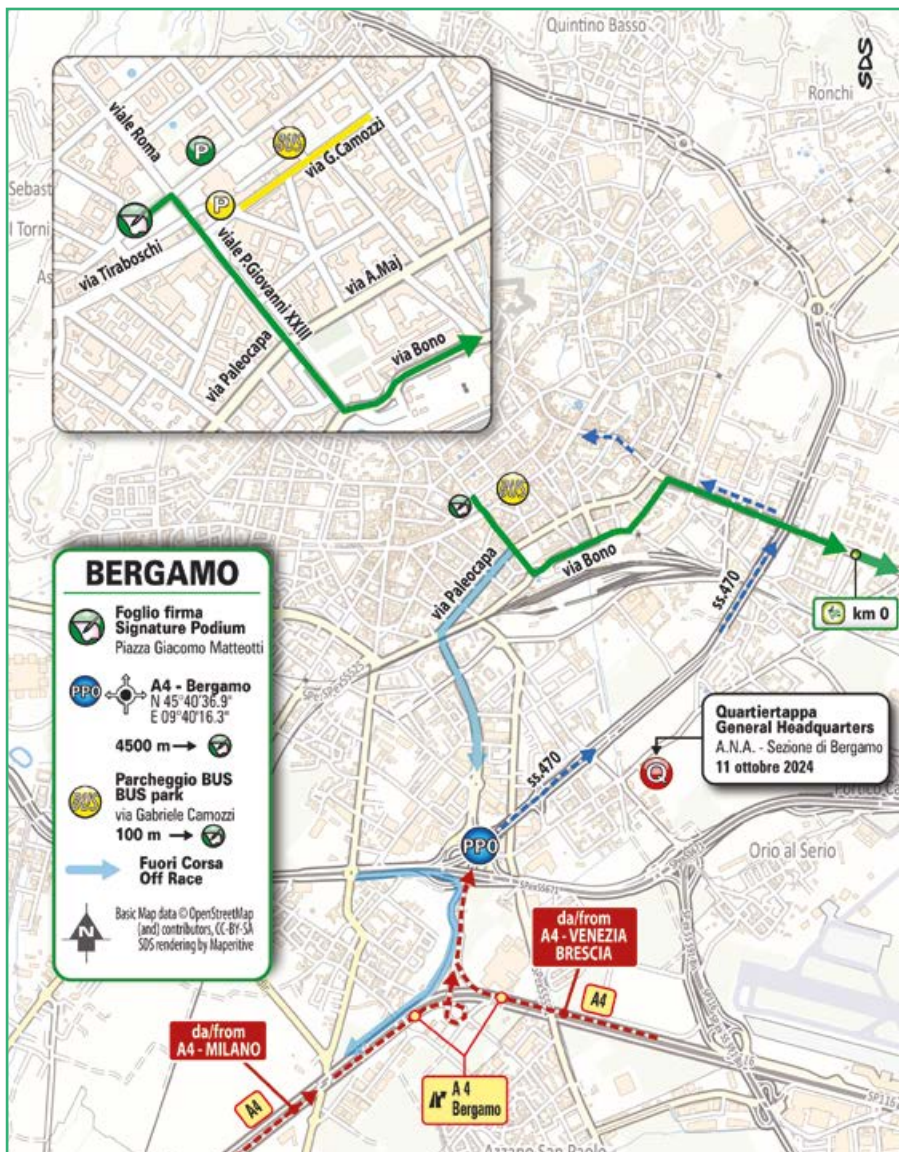 Quintino Basso
SDS
Ronchi
viale Roma
P
BUS
via G.Camozzi
Sebast
I Torni
P
As
via Tiraboschi
viale P.Giovanni XXIII
via A.Maj
via Paleocapa
via Bono
BUS
via Paleocapa
via Bono
ss.470
km 0
BERGAMO
Foglio firma
Signature Podium
Piazza Giacomo Matteotti
PPO
A4 - Bergamo
N 45°40'36.9"
E 09°40'16.3"
4500 m
BUS
Parcheggio BUS
BUS park
via Gabriele Camozzi
100 m
Fuori Corsa
Off Race
N
Basic Map data © OpenStreetMap
(and) contributors, CC-BY-SA
SDS rendering by Maperitive
Quartiertappa
General Headquarters
A.N.A. - Sezione di Bergamo
11 ottobre 2024
Q
ss.470
PPO
Orio al Serio
SPexSS671
da/from
A4 - VENEZIA
BRESCIA
A4
da/from
A4 - MILANO
A4
A 4
Bergamo
Azzano San Paolo